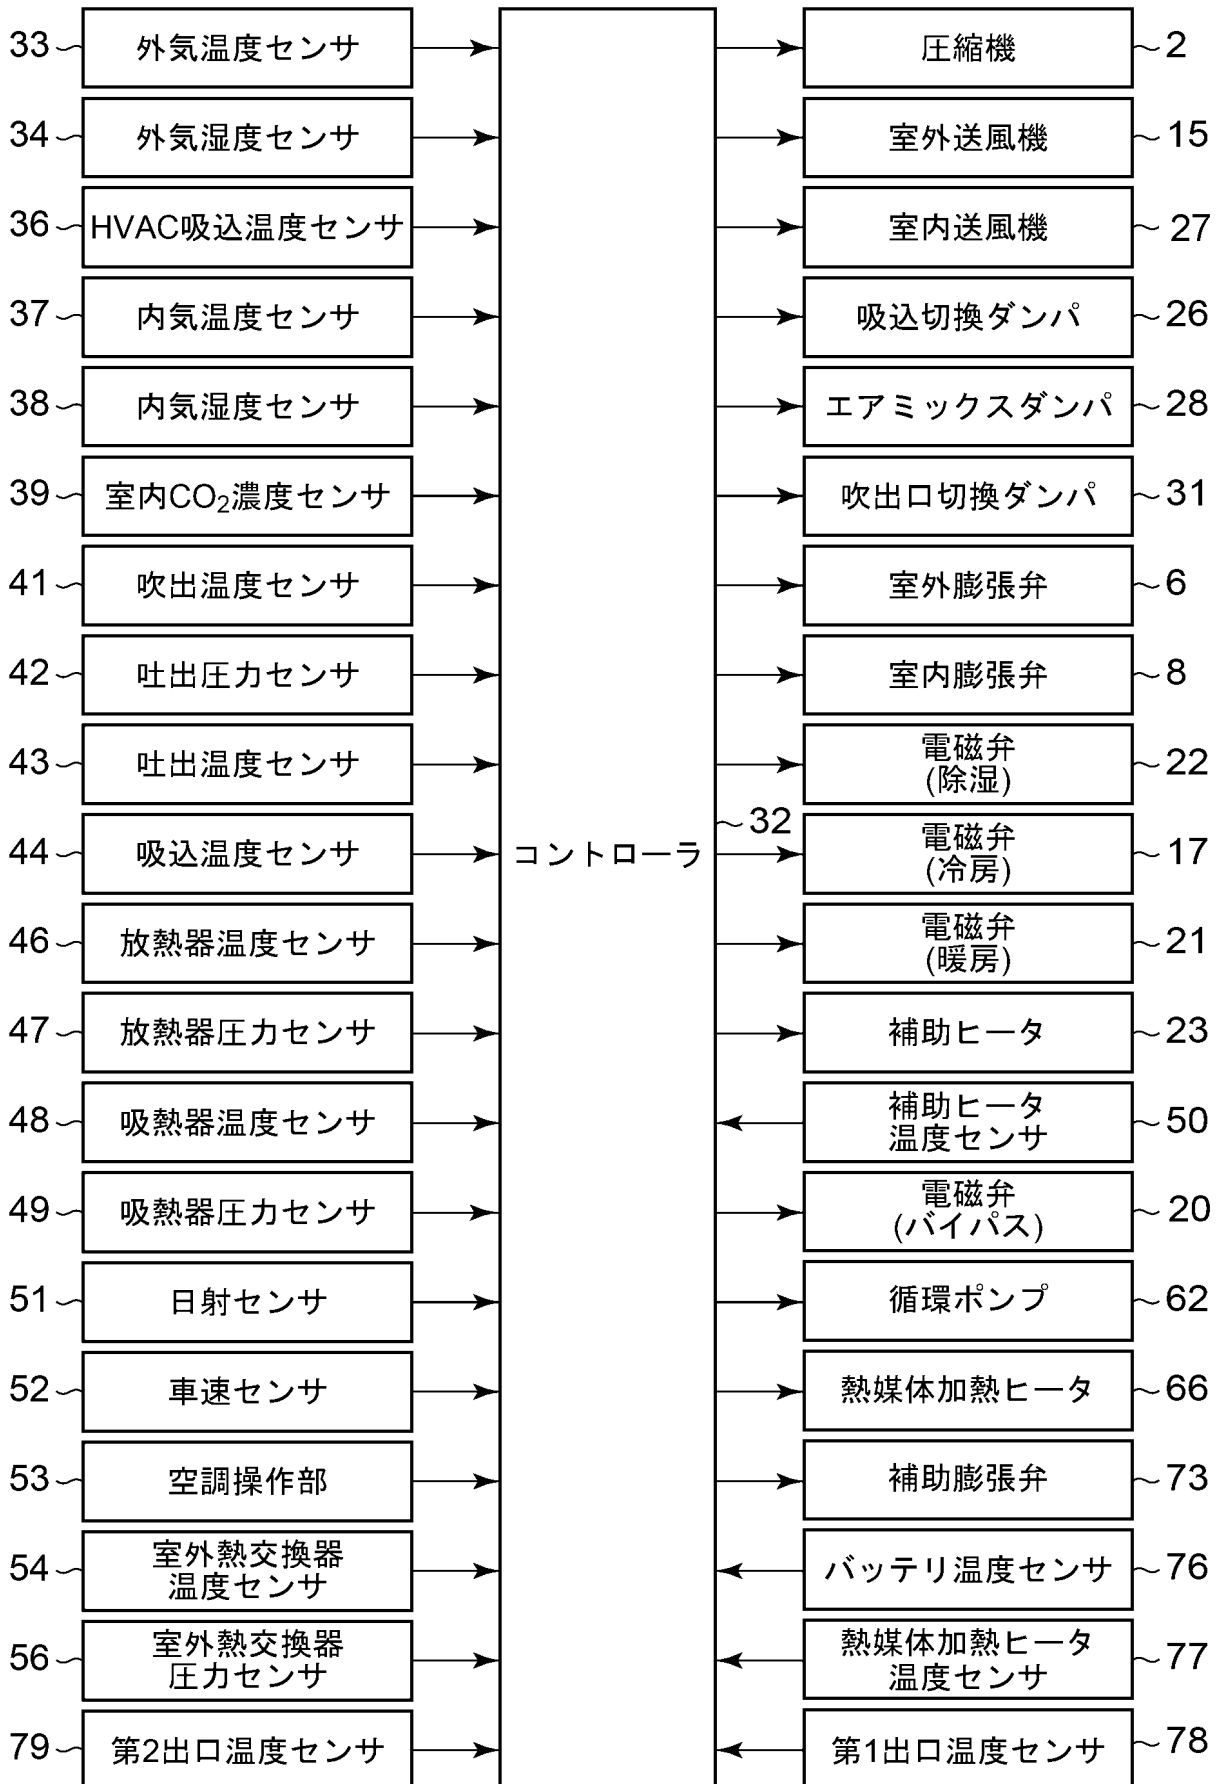 33 外気温度センサ
34 外気湿度センサ
36 HVAC吸込温度センサ
37 内気温度センサ
38 内気湿度センサ
39 室内CO₂濃度センサ
41 吹出温度センサ
42 吐出圧力センサ
43 吐出温度センサ
44 吸込温度センサ
46 放熱器温度センサ
47 放熱器圧力センサ
48 吸熱器温度センサ
49 吸熱器圧力センサ
51 日射センサ
52 車速センサ
53 空調操作部
54 室外熱交換器
温度センサ
56 室外熱交換器
圧力センサ
79 第2出口温度センサ
コントローラ
32
圧縮機 2
室外送風機 15
室内送風機 27
吸込切換ダンパ 26
エアミックスダンパ 28
吹出口切換ダンパ 31
室外膨張弁 6
室内膨張弁 8
電磁弁
(除湿) 22
電磁弁
(冷房) 17
電磁弁
(暖房) 21
補助ヒータ 23
補助ヒータ
温度センサ 50
電磁弁
(バイパス) 20
循環ポンプ 62
熱媒体加熱ヒータ 66
補助膨張弁 73
バッテリ温度センサ 76
熱媒体加熱ヒータ
温度センサ 77
第1出口温度センサ 78